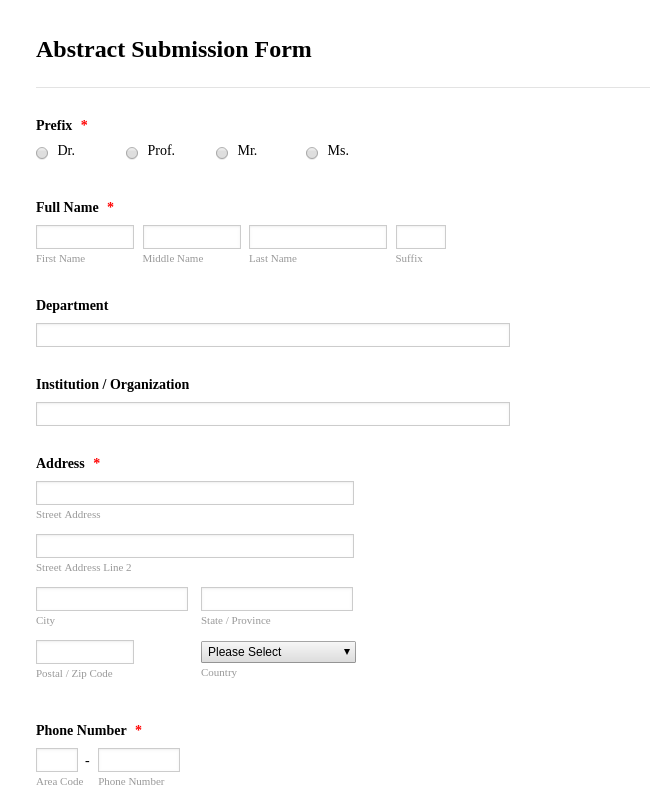 Abstract Submission Form
Prefix *
Dr. Prof. Mr. Ms.
Full Name *
First Name Middle Name Last Name Suffix
Department
Institution / Organization
Address *
Street Address
Street Address Line 2
City State / Province
Please Select
Postal / Zip Code Country
Phone Number *
-
Area Code Phone Number